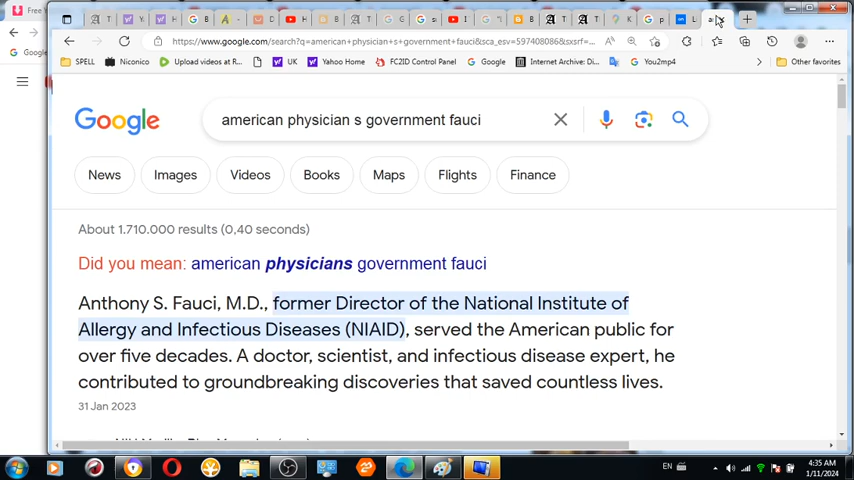 Free
https://www.google.com/search?q=american+physician+s+government+fauci&sca_esv=597408086&sxsrf=...
SPELL Niconico Upload videos at R... UK Yahoo Home FC2ID Control Panel Google Internet Archive: Di... You2mp4 Other favorites
Google
Google american physician s government fauci
News Images Videos Books Maps Flights Finance
About 1.710.000 results (0,40 seconds)
Did you mean: american physicians government fauci
Anthony S. Fauci, M.D., former Director of the National Institute of
Allergy and Infectious Diseases (NIAID), served the American public for
over five decades. A doctor, scientist, and infectious disease expert, he
contributed to groundbreaking discoveries that saved countless lives.
31 Jan 2023
EN 4:35 AM
1/11/2024